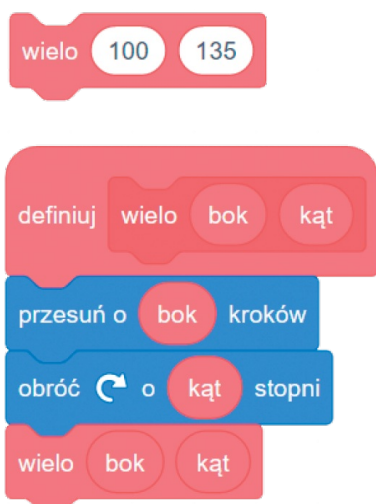 wielo 100 135
definiuj wielo bok kąt
przesuń o bok kroków
obróć o kąt stopni
wielo bok kąt